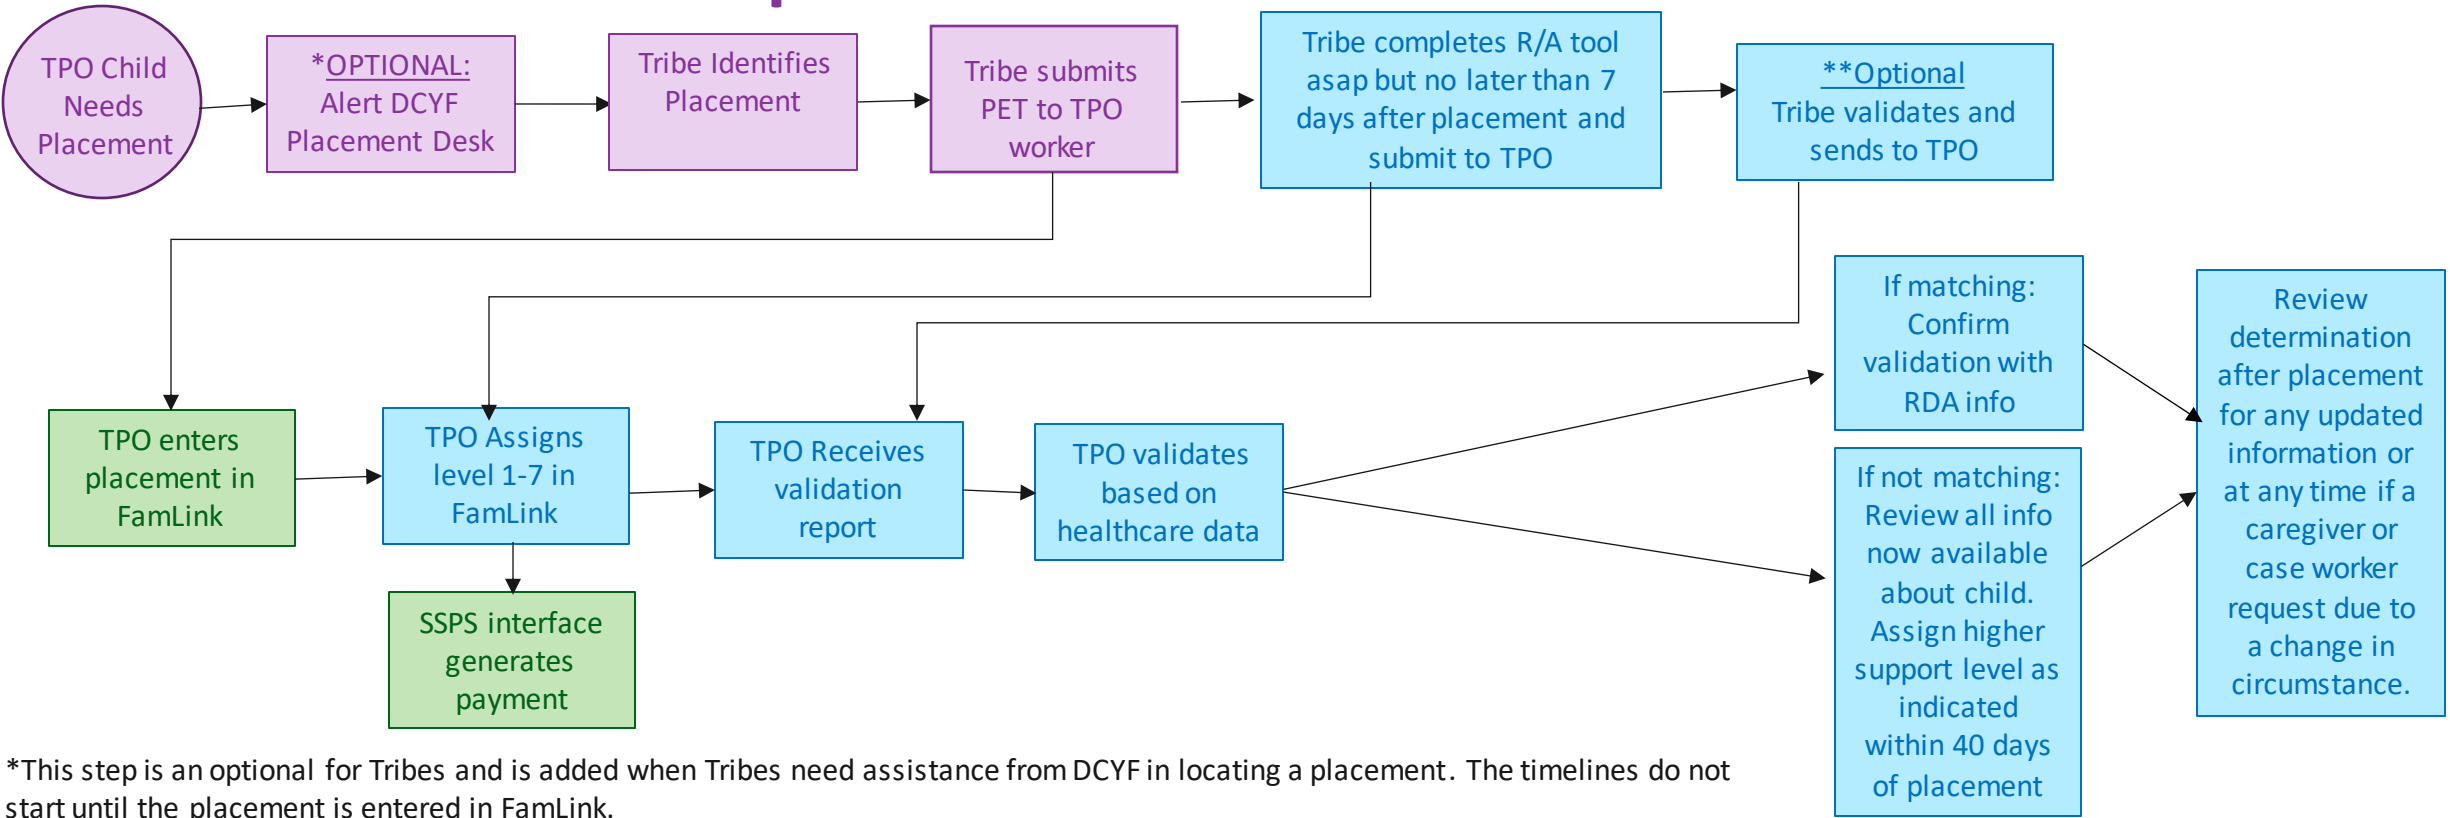 TPO Child
Needs
Placement
*OPTIONAL:
Alert DCYF
Placement Desk
Tribe Identifies
Placement
Tribe submits
PET to TPO
worker
Tribe completes R/A tool
asap but no later than 7
days after placement and
submit to TPO
**Optional
Tribe validates and
sends to TPO
TPO enters
placement in
FamLink
TPO Assigns
level 1-7 in
FamLink
SSPS interface
generates
payment
TPO Receives
validation
report
TPO validates
based on
healthcare data
If matching:
Confirm
validation with
RDA info
If not matching:
Review all info
now available
about child.
Assign higher
support level as
indicated
within 40 days
of placement
Review
determination
after placement
for any updated
information or
at any time if a
caregiver or
case worker
request due to
a change in
circumstance.
*This step is an optional for Tribes and is added when Tribes need assistance from DCYF in locating a placement. The timelines do not
start until the placement is entered in FamLink.